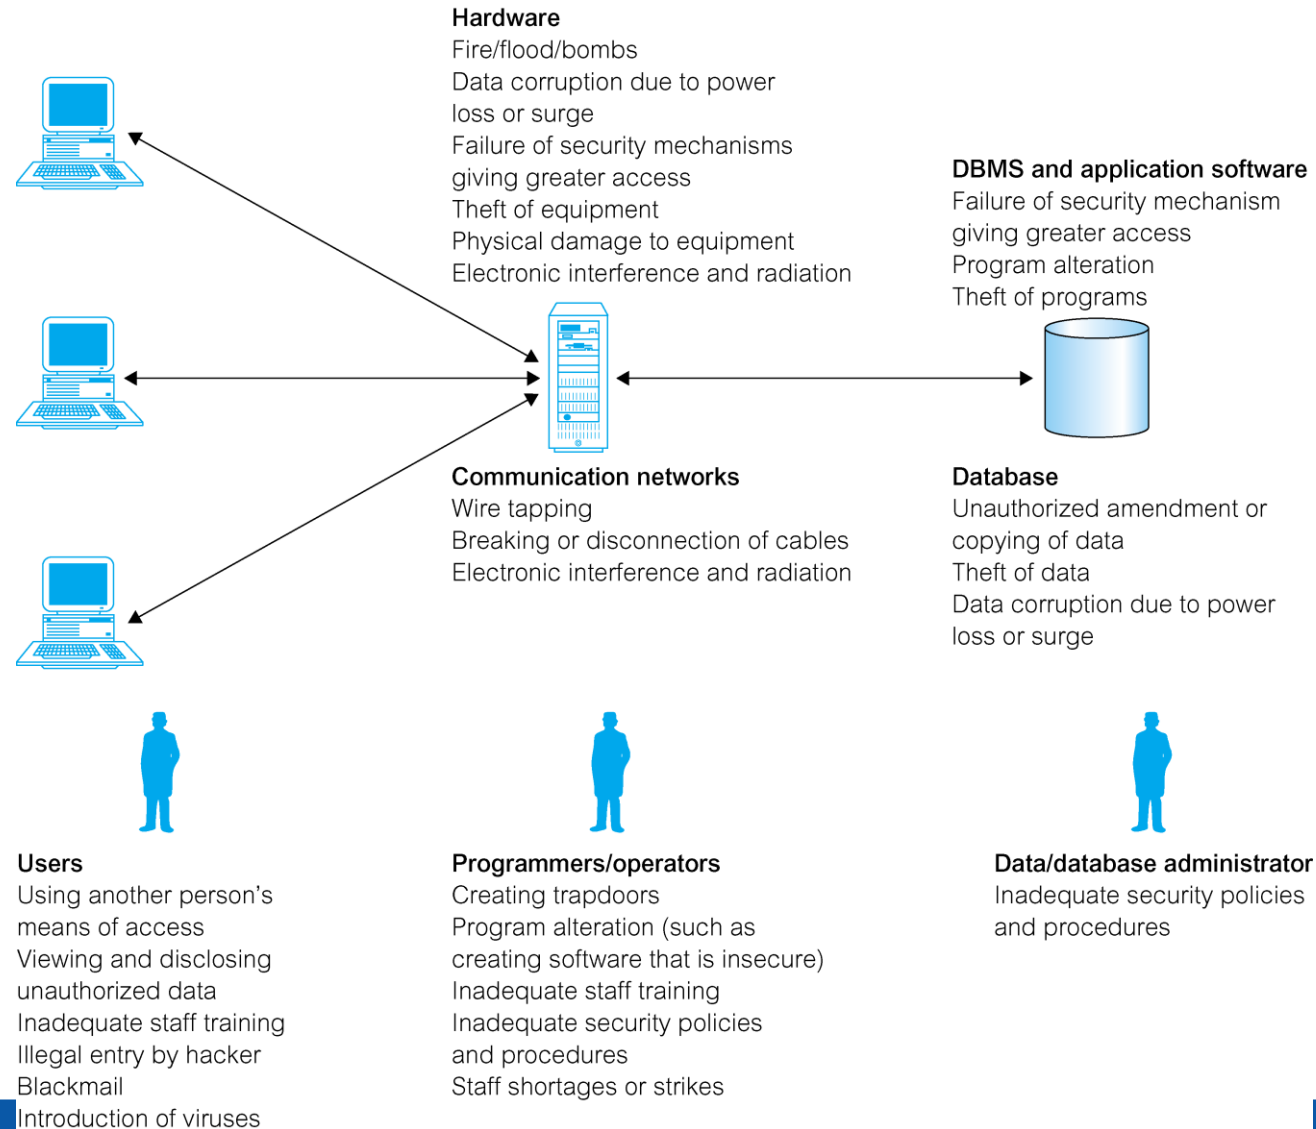 Hardware
Fire/flood/bombs
Data corruption due to power
loss or surge
Failure of security mechanisms
giving greater access
Theft of equipment
Physical damage to equipment
Electronic interference and radiation
DBMS and application software
Failure of security mechanism
giving greater access
Program alteration
Theft of programs
Communication networks
Wire tapping
Breaking or disconnection of cables
Electronic interference and radiation
Database
Unauthorized amendment or
copying of data
Theft of data
Data corruption due to power
loss or surge
Users
Using another person’s
means of access
Viewing and disclosing
unauthorized data
Inadequate staff training
Illegal entry by hacker
Blackmail
Introduction of viruses
Programmers/operators
Creating trapdoors
Program alteration (such as
creating software that is insecure)
Inadequate staff training
Inadequate security policies
and procedures
Staff shortages or strikes
Data/database administrator
Inadequate security policies
and procedures